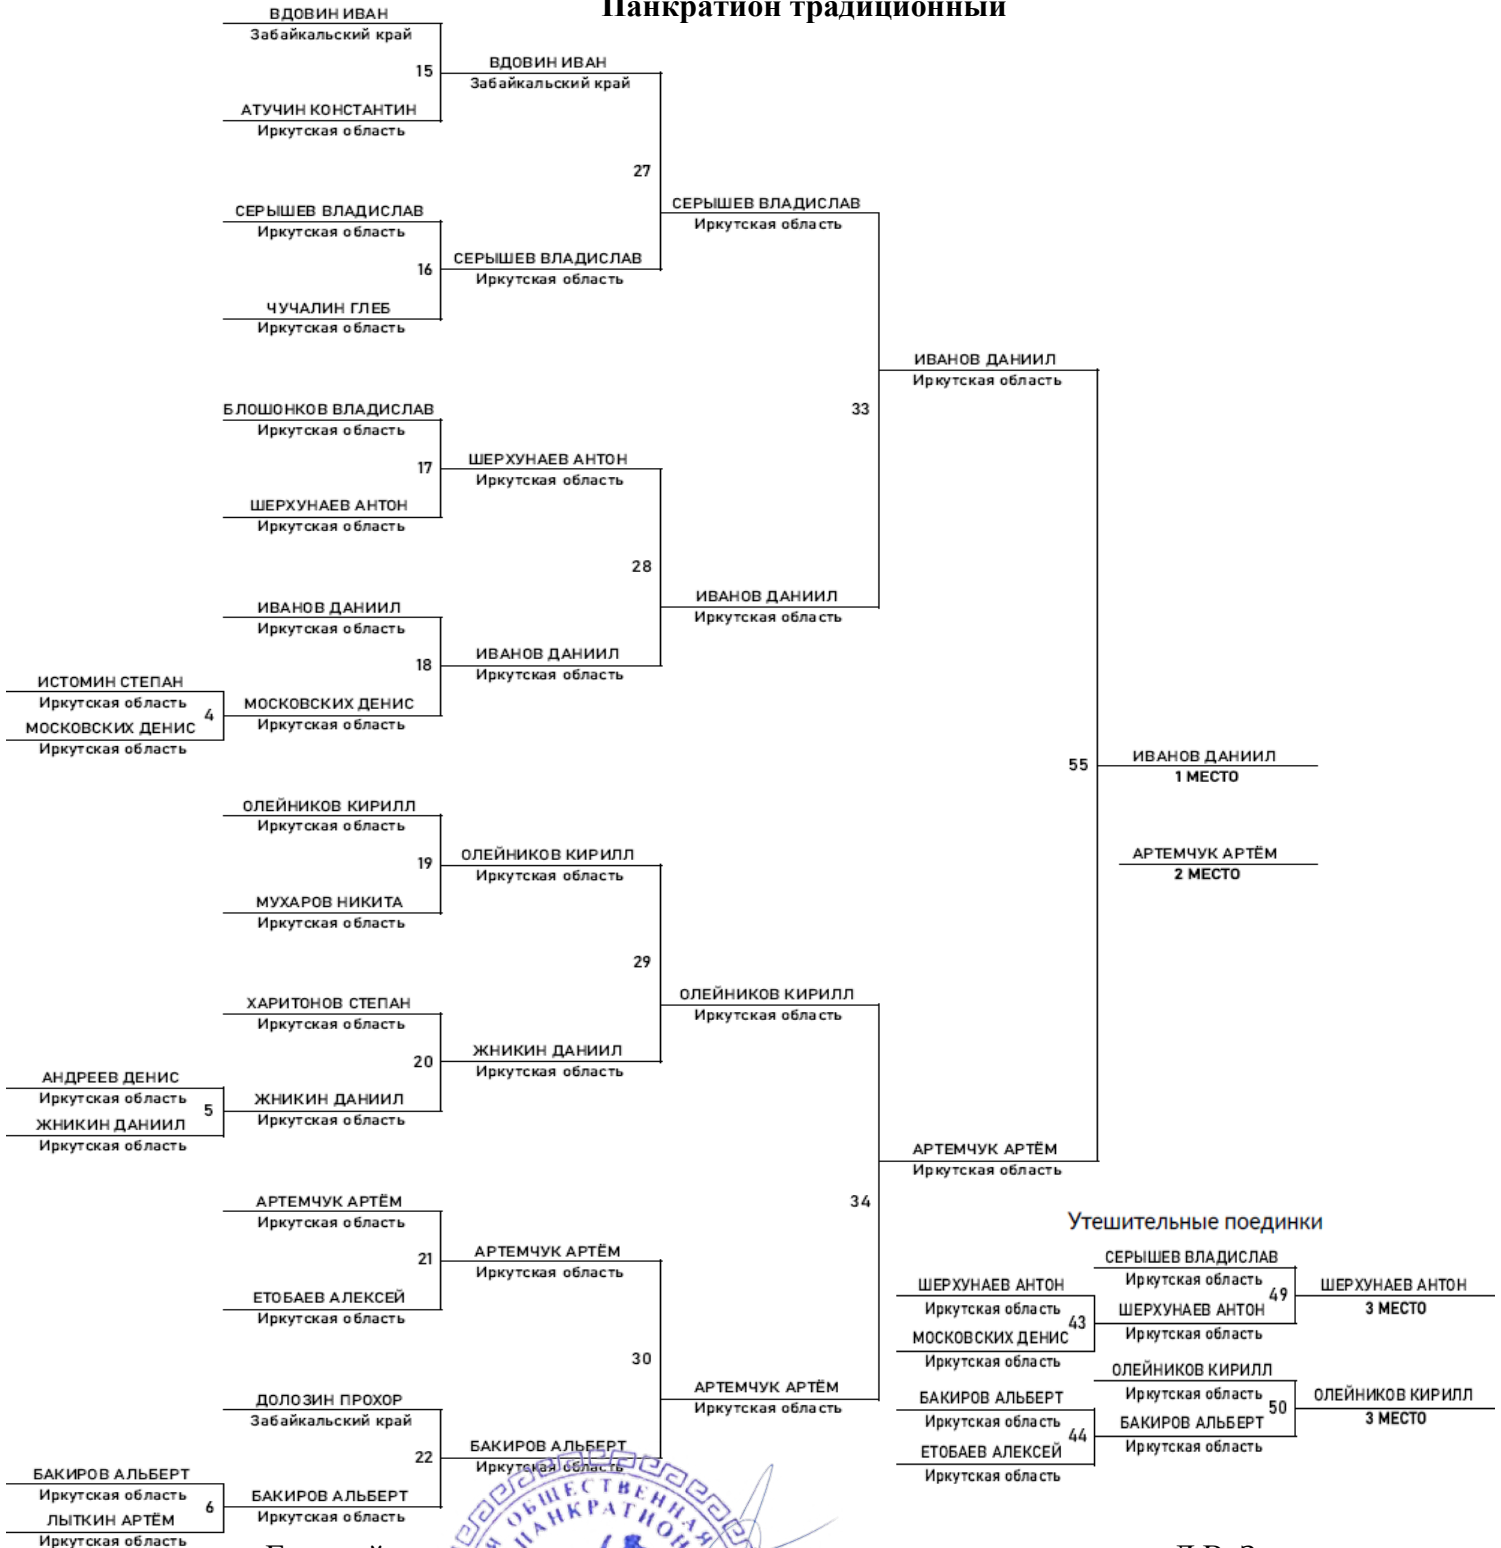 Панкратион традиционный
ВДОВИН ИВАН
Забайкальский край
15
АТУЧИН КОНСТАНТИН
Иркутская область
ВДОВИН ИВАН
Забайкальский край
27
СЕРЫШЕВ ВЛАДИСЛАВ
Иркутская область
16
ЧУЧАЛИН ГЛЕБ
Иркутская область
СЕРЫШЕВ ВЛАДИСЛАВ
Иркутская область
СЕРЫШЕВ ВЛАДИСЛАВ
Иркутская область
33
БЛОШОНКОВ ВЛАДИСЛАВ
Иркутская область
17
ШЕРХУНАЕВ АНТОН
Иркутская область
ШЕРХУНАЕВ АНТОН
Иркутская область
28
ИВАНОВ ДАНИИЛ
Иркутская область
18
ИСТОМИН СТЕПАН
Иркутская область
4
МОСКОВСКИХ ДЕНИС
Иркутская область
МОСКОВСКИХ ДЕНИС
Иркутская область
ИВАНОВ ДАНИИЛ
Иркутская область
ИВАНОВ ДАНИИЛ
Иркутская область
ИВАНОВ ДАНИИЛ
Иркутская область
55
ИВАНОВ ДАНИИЛ
1 МЕСТО
АРТЕМЧУК АРТЁМ
2 МЕСТО
ОЛЕЙНИКОВ КИРИЛЛ
Иркутская область
19
МУХАРОВ НИКИТА
Иркутская область
ОЛЕЙНИКОВ КИРИЛЛ
Иркутская область
29
ХАРИТОНОВ СТЕПАН
Иркутская область
20
АНДРЕЕВ ДЕНИС
Иркутская область
5
ЖНИКИН ДАНИИЛ
Иркутская область
ЖНИКИН ДАНИИЛ
Иркутская область
ЖНИКИН ДАНИИЛ
Иркутская область
ОЛЕЙНИКОВ КИРИЛЛ
Иркутская область
34
АРТЕМЧУК АРТЁМ
Иркутская область
АРТЕМЧУК АРТЁМ
Иркутская область
21
ЕТОБАЕВ АЛЕКСЕЙ
Иркутская область
АРТЕМЧУК АРТЁМ
Иркутская область
30
АРТЕМЧУК АРТЁМ
Иркутская область
ДОЛОЗИН ПРОХОР
Забайкальский край
22
БАКИРОВ АЛЬБЕРТ
Иркутская область
6
ЛЫТКИН АРТЁМ
Иркутская область
БАКИРОВ АЛЬБЕРТ
Иркутская область
БАКИРОВ АЛЬБЕРТ
Иркутская область
Утешительные поединки
СЕРЫШЕВ ВЛАДИСЛАВ
Иркутская область
49
ШЕРХУНАЕВ АНТОН
Иркутская область
43
МОСКОВСКИХ ДЕНИС
Иркутская область
ШЕРХУНАЕВ АНТОН
Иркутская область
ШЕРХУНАЕВ АНТОН
3 МЕСТО
ОЛЕЙНИКОВ КИРИЛЛ
Иркутская область
50
БАКИРОВ АЛЬБЕРТ
Иркутская область
44
ЕТОБАЕВ АЛЕКСЕЙ
Иркутская область
БАКИРОВ АЛЬБЕРТ
Иркутская область
ОЛЕЙНИКОВ КИРИЛЛ
3 МЕСТО
ОБЩЕСТВЕННАЯ
ПАНКРАТИОН